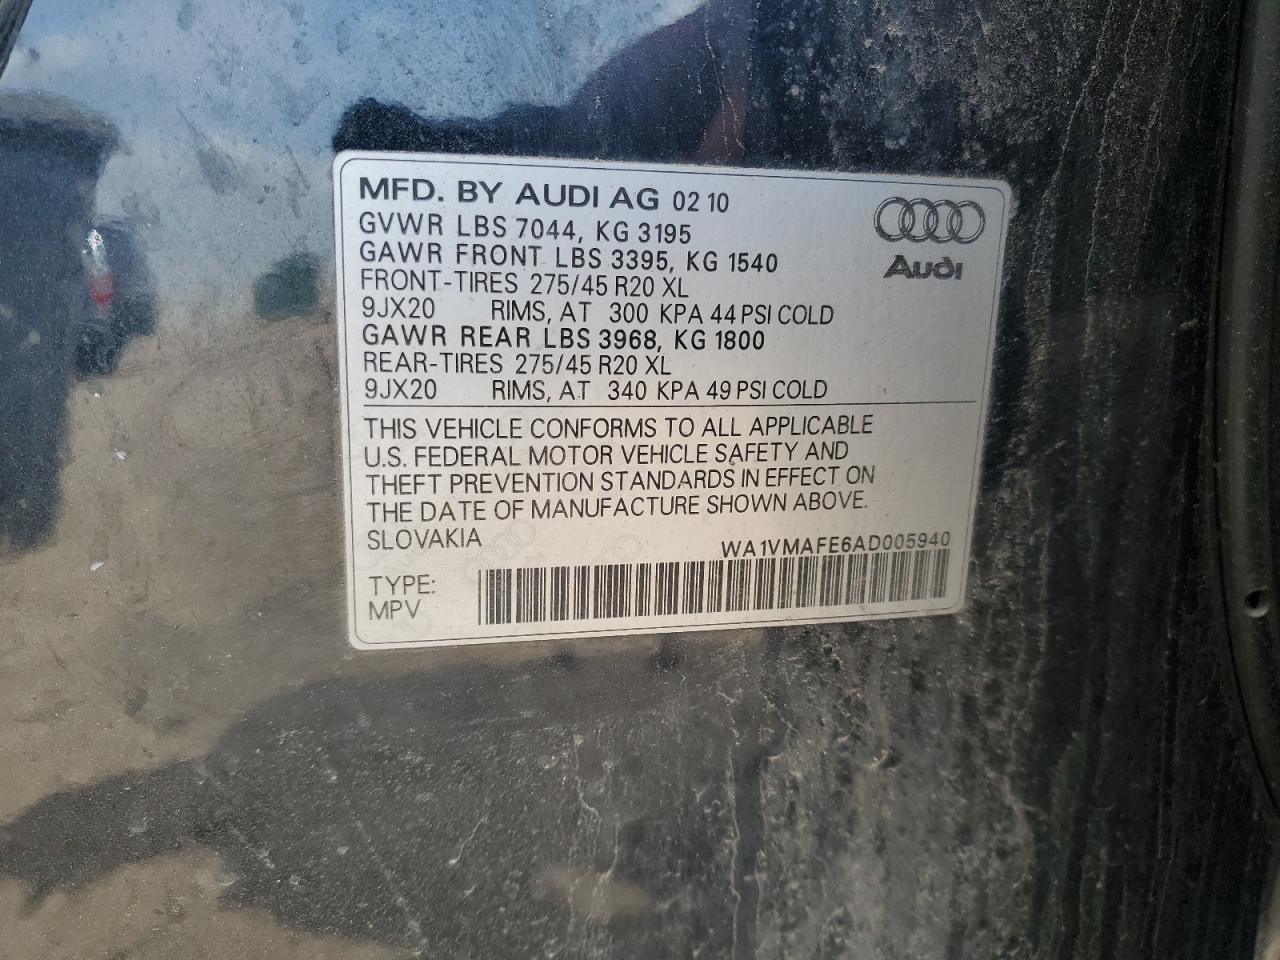 MFD. BY AUDI AG 02 10
GVWR LBS 7044, KG 3195
GAWR FRONT LBS 3395, KG 1540
FRONT-TIRES 275/45 R20 XL
9JX20 RIMS, AT 300 KPA 44 PSI COLD
GAWR REAR LBS 3968, KG 1800
REAR-TIRES 275/45 R20 XL
9JX20 RIMS, AT 340 KPA 49 PSI COLD
Audi
THIS VEHICLE CONFORMS TO ALL APPLICABLE
U.S. FEDERAL MOTOR VEHICLE SAFETY AND
THEFT PREVENTION STANDARDS IN EFFECT ON
THE DATE OF MANUFACTURE SHOWN ABOVE.
SLOVAKIA
WA1VMAFE6AD005940
TYPE:
MPV